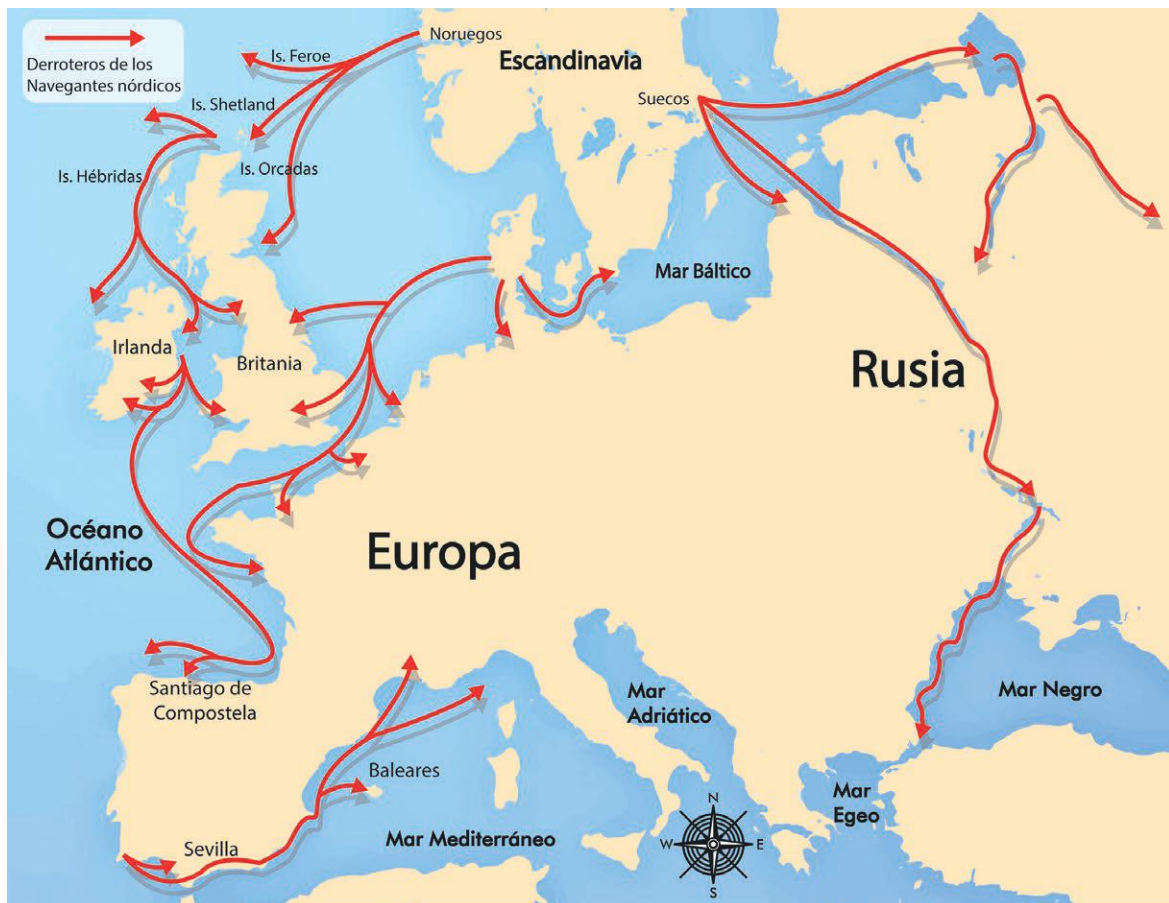 Derroteros de los
Navegantes nórdicos
Is. Feroe
Noruegos
Escandinavia
Is. Shetland
Suecos
Is. Hébridas
Is. Orcadas
Mar Báltico
Irlanda
Britania
Rusia
Océano
Atlántico
Europa
Santiago de
Compostela
Mar
Adriático
Mar Negro
Baleares
Mar
Egeo
N
W
E
S
Sevilla
Mar Mediterráneo